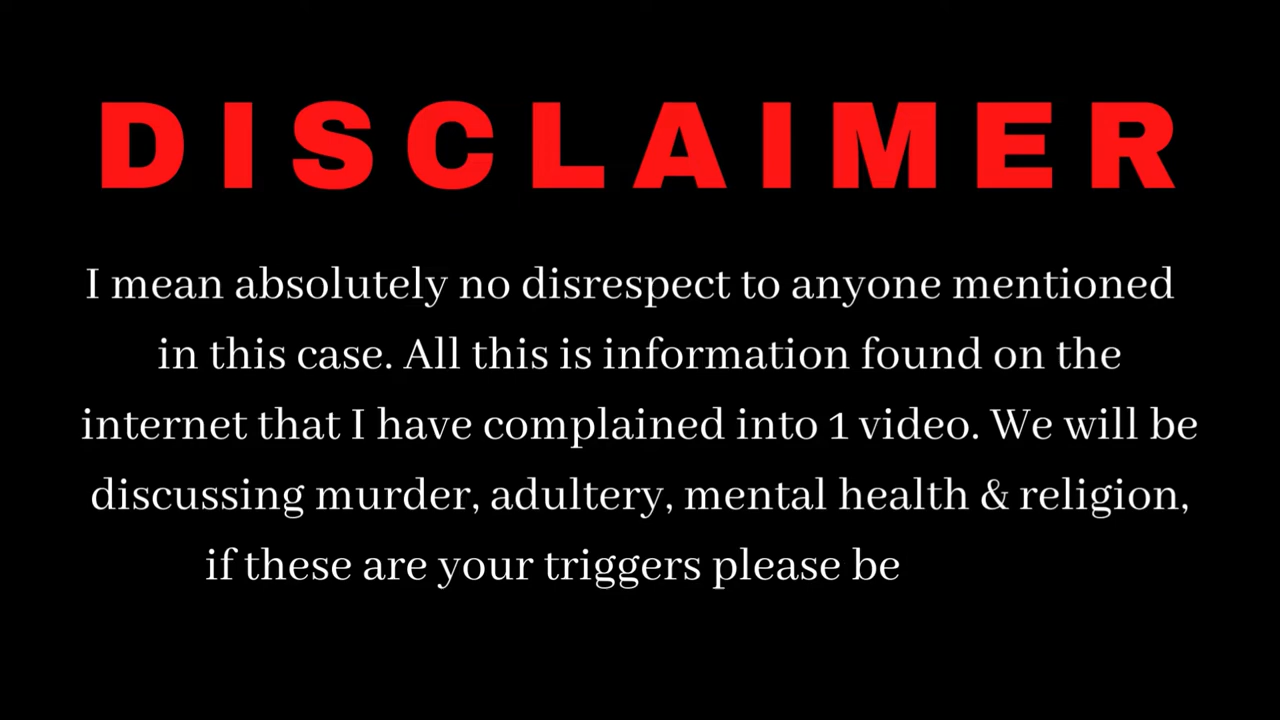 DISCLAIMER
I mean absolutely no disrespect to anyone mentioned
in this case. All this is information found on the
internet that I have complained into 1 video. We will be
discussing murder, adultery, mental health & religion,
if these are your triggers please be